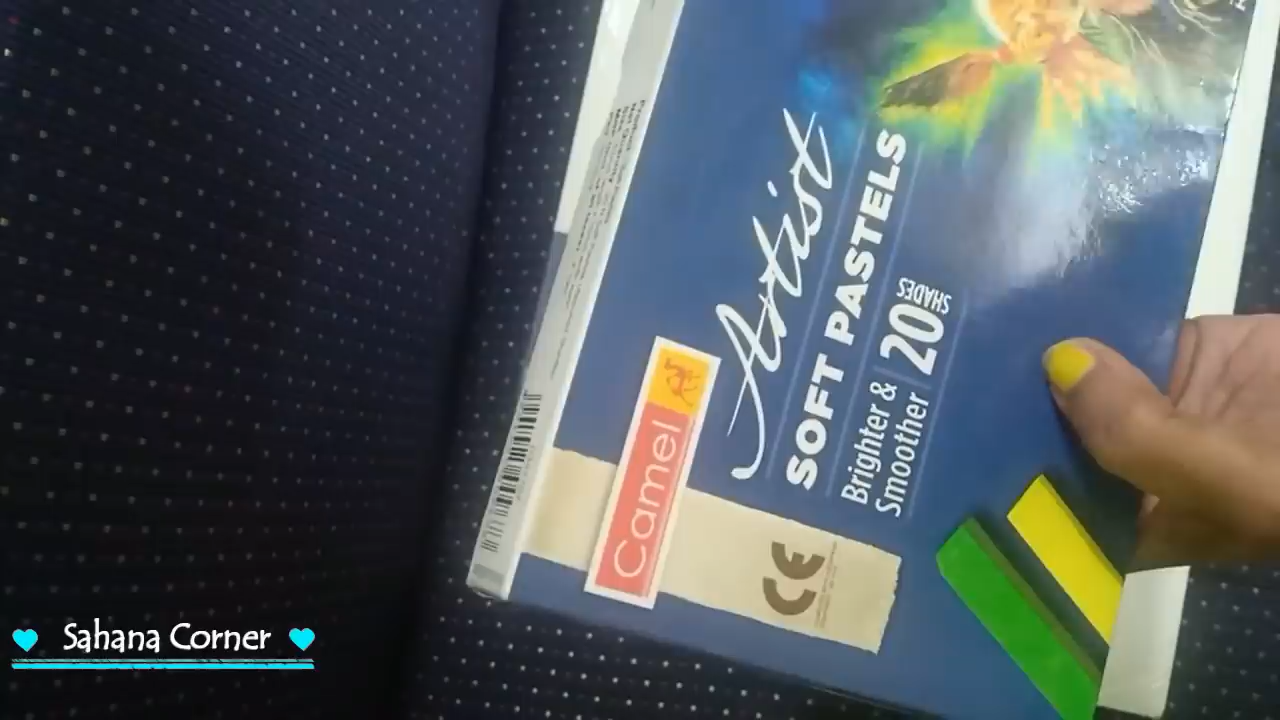 Camel
Artist
SOFT PASTELS
Brighter &
Smoother
20
SHADES
CE
Sahana Corner